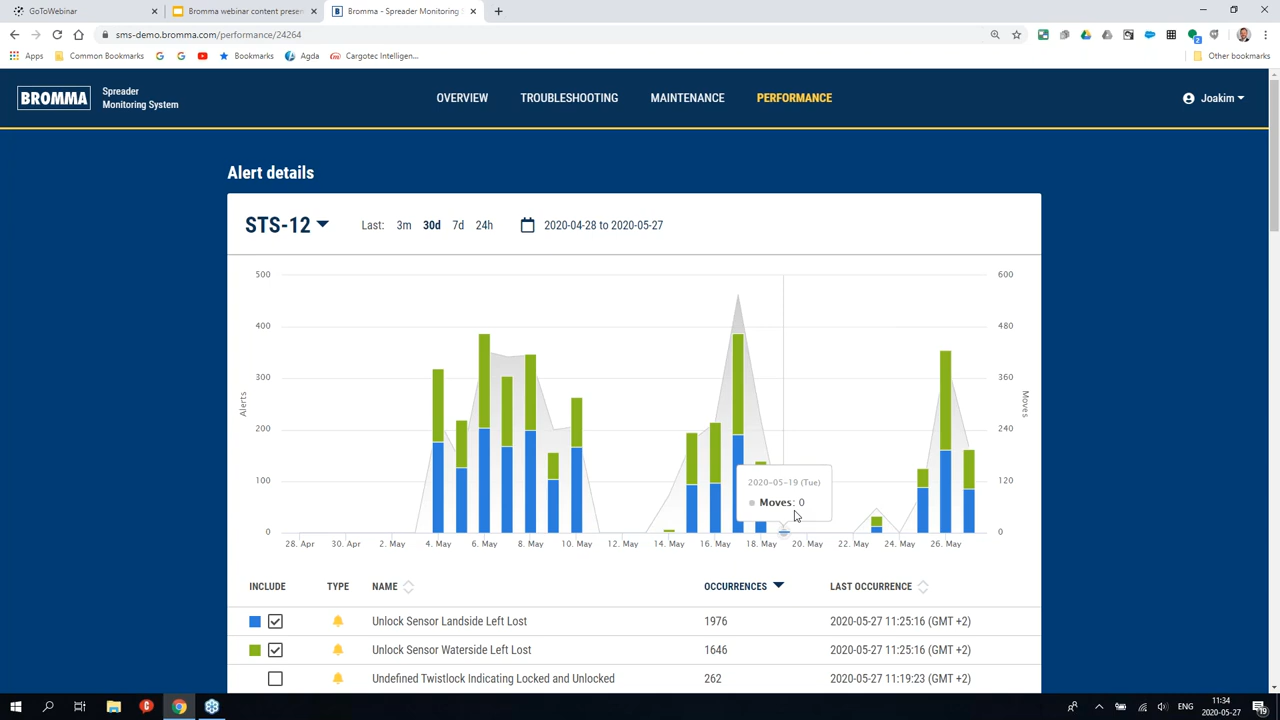 GoToWebinar
Bromma webinar content presen
Bromma - Spreader Monitoring S
sms-demo.bromma.com/performance/24264
Apps
Common Bookmarks
Bookmarks
Agda
Cargotec Intelligen...
Other bookmarks
BROMMA
Spreader
Monitoring System
OVERVIEW
TROUBLESHOOTING
MAINTENANCE
PERFORMANCE
Joakim
Alert details
STS-12
Last: 3m 30d 7d 24h
2020-04-28 to 2020-05-27
500
400
300
200
100
0
Alerts
600
480
360
240
120
0
Moves
2020-05-19 (Tue)
Moves: 0
28. Apr 30. Apr 2. May 4. May 6. May 8. May 10. May 12. May 14. May 16. May 18. May 20. May 22. May 24. May 26. May
INCLUDE TYPE NAME OCCURRENCES LAST OCCURRENCE
Unlock Sensor Landside Left Lost 1976 2020-05-27 11:25:16 (GMT +2)
Unlock Sensor Waterside Left Lost 1646 2020-05-27 11:25:16 (GMT +2)
Undefined Twistlock Indicating Locked and Unlocked 262 2020-05-27 11:19:23 (GMT +2)
ENG
11:34
2020-05-27